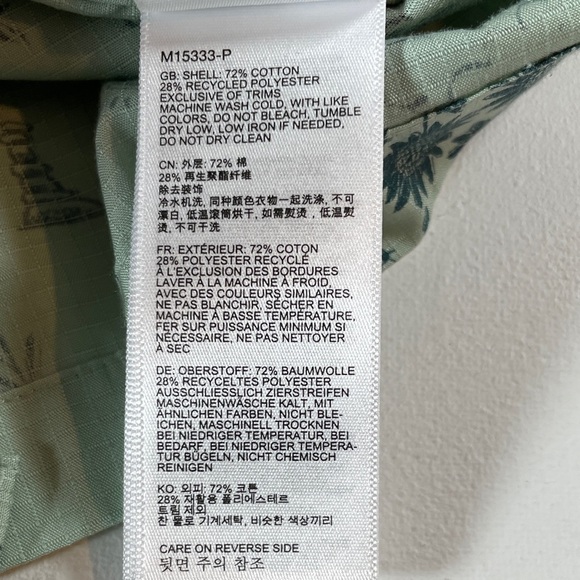 M15333-P
GB: SHELL: 72% COTTON
28% RECYCLED POLYESTER
EXCLUSIVE OF TRIMS
MACHINE WASH COLD, WITH LIKE
COLORS, DO NOT BLEACH, TUMBLE
DRY LOW, LOW IRON IF NEEDED,
DO NOT DRY CLEAN
CN: 外层: 72% 棉
28% 再生聚酯纤维
除去装饰
冷水机洗, 同种颜色衣物一起洗涤, 不可
漂白, 低温滚筒烘干, 如需熨烫, 低温熨
烫, 不可干洗
FR: EXTÉRIEUR: 72% COTON
28% POLYESTER RECYCLÉ
À L'EXCLUSION DES BORDURES
LAVER À LA MACHINE À FROID,
AVEC DES COULEURS SIMILAIRES,
NE PAS BLANCHIR, SÉCHER EN
MACHINE À BASSE TEMPÉRATURE,
FER SUR PUISSANCE MINIMUM SI
NÉCESSAIRE, NE PAS NETTOYER
À SEC
DE: OBERSTOFF: 72% BAUMWOLLE
28% RECYCELTES POLYESTER
AUSSCHLIESSLICH ZIERSTREIFEN
MASCHINENWÄSCHE KALT, MIT
ÄHNLICHEN FARBEN, NICHT BLEI-
CHEN, MASCHINELL TROCKNEN
BEI NIEDRIGER TEMPERATUR, BEI
BEDARF, BEI NIEDRIGER TEMPERA-
TUR BÜGELN, NICHT CHEMISCH
REINIGEN
KO: 외피: 72% 코튼
28% 재활용 폴리에스테르
트림 제외
찬 물로 기계세탁, 비슷한 색상끼리
CARE ON REVERSE SIDE
뒷면 주의 참조